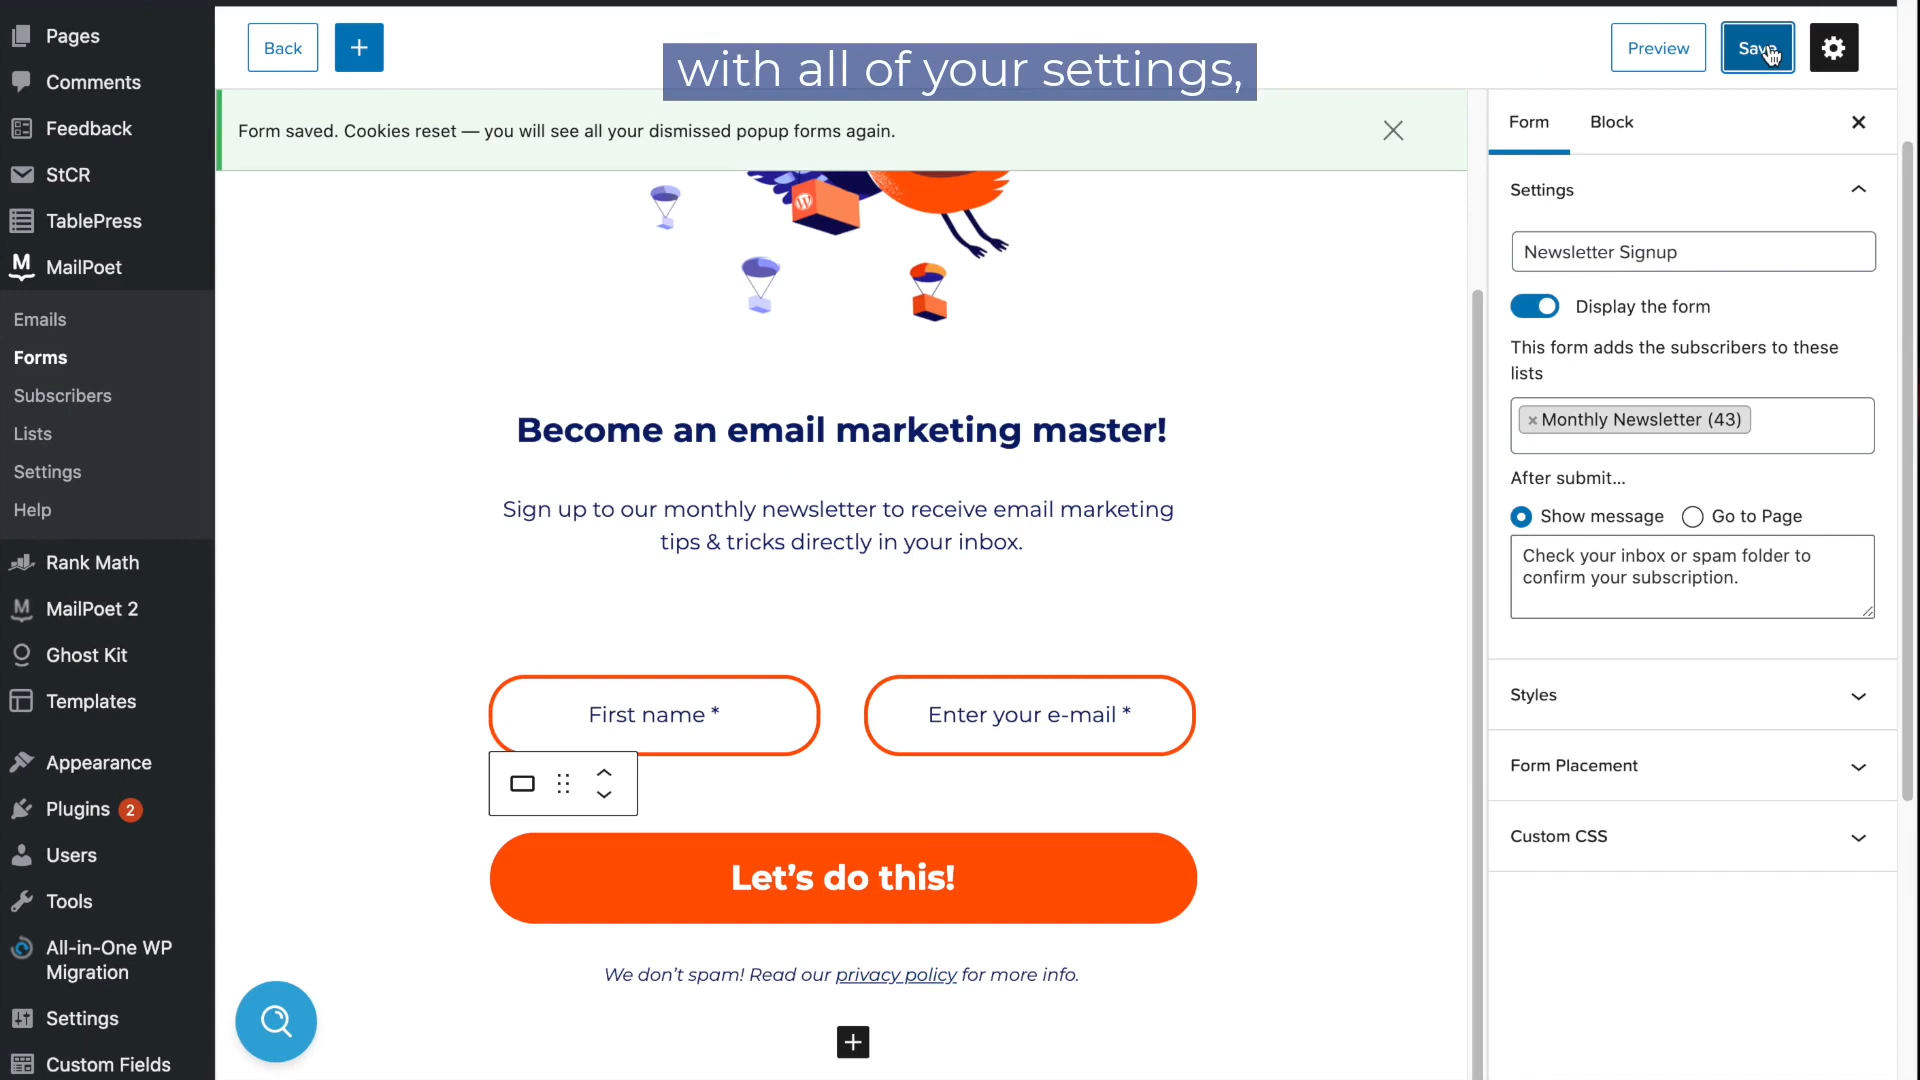 Pages
Comments
Feedback
StCR
TablePress
MailPoet
Emails
Forms
Subscribers
Lists
Settings
Help
Rank Math
MailPoet 2
Ghost Kit
Templates
Appearance
Plugins 2
Users
Tools
All-in-One WP
Migration
Settings
Custom Fields
Back
with all of your settings,
Preview
Save
Form saved. Cookies reset — you will see all your dismissed popup forms again.
Become an email marketing master!
Sign up to our monthly newsletter to receive email marketing
tips & tricks directly in your inbox.
First name *
Enter your e-mail *
Let's do this!
We don't spam! Read our privacy policy for more info.
Form
Block
Settings
Newsletter Signup
Display the form
This form adds the subscribers to these
lists
× Monthly Newsletter (43)
After submit...
Show message
Go to Page
Check your inbox or spam folder to
confirm your subscription.
Styles
Form Placement
Custom CSS